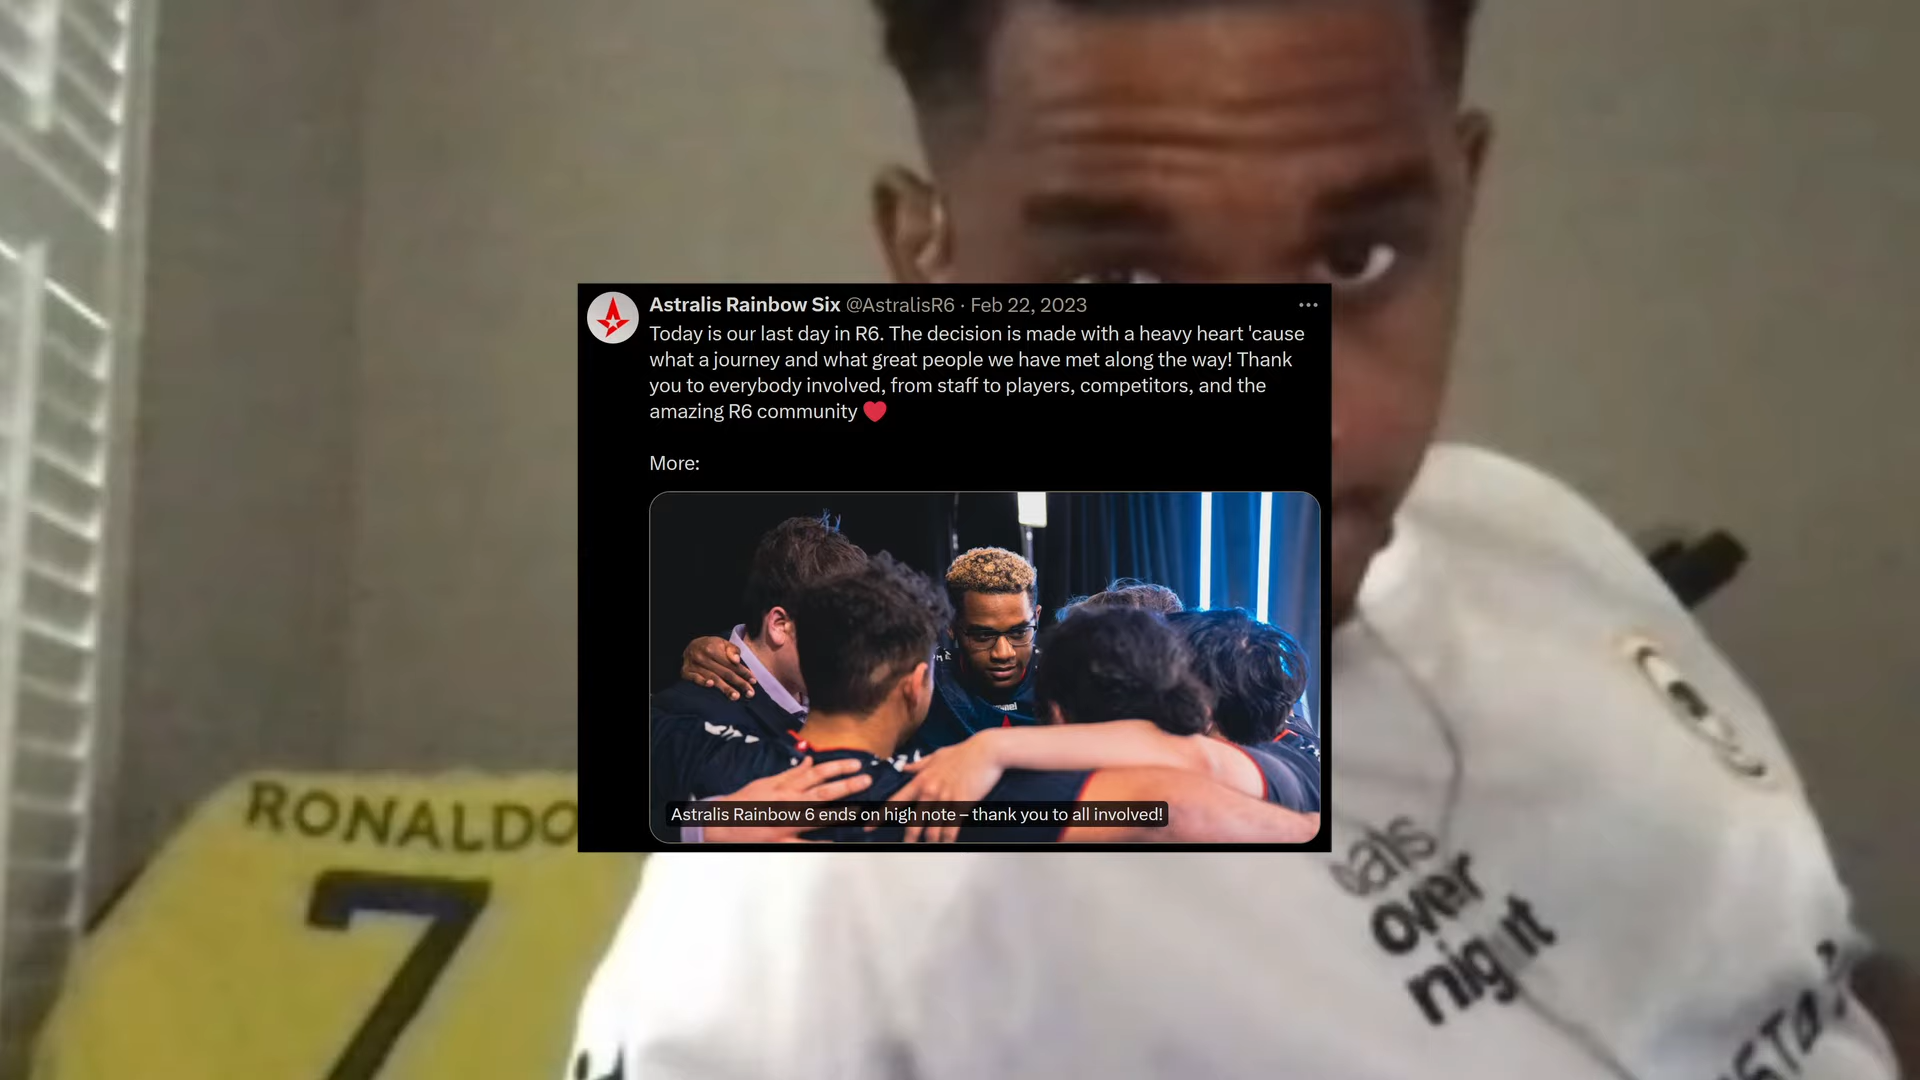 Astralis Rainbow Six @AstralisR6 · Feb 22, 2023
Today is our last day in R6. The decision is made with a heavy heart 'cause
what a journey and what great people we have met along the way! Thank
you to everybody involved, from staff to players, competitors, and the
amazing R6 community ❤️
More:
Astralis Rainbow 6 ends on high note – thank you to all involved!
RONALDO
7
over
night